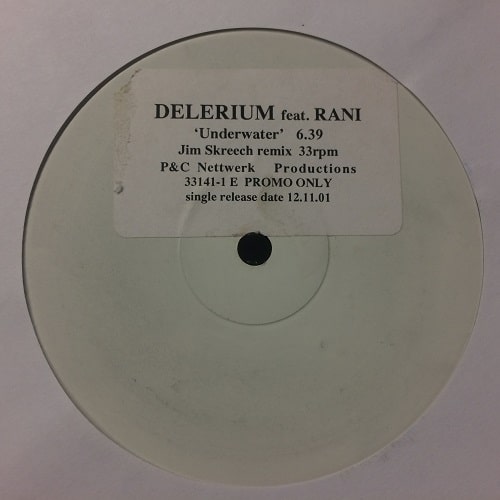 DELERIUM feat. RANI
‘Underwater’ 6.39
Jim Skreech remix 33rpm
P&C Nettwerk Productions
33141-1 E PROMO ONLY
single release date 12.11.01